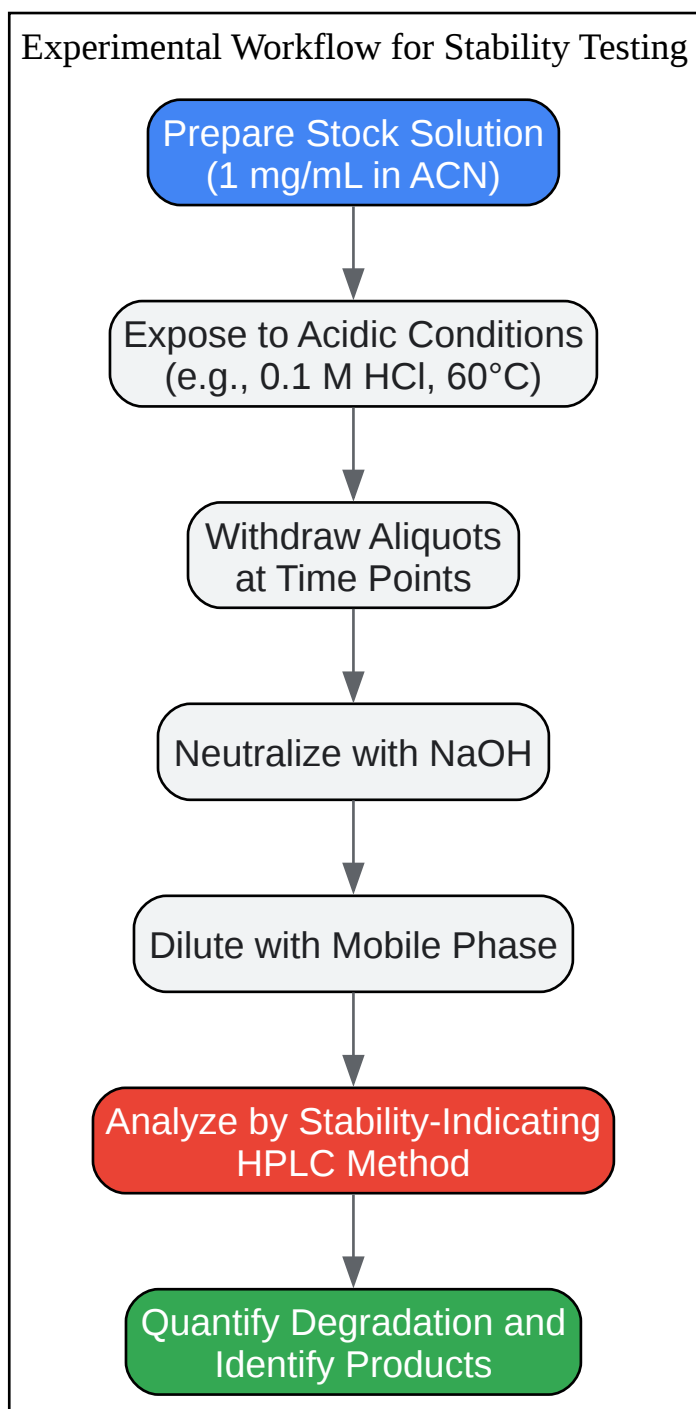 Experimental Workflow for Stability Testing
Prepare Stock Solution
(1 mg/mL in ACN)
Expose to Acidic Conditions
(e.g., 0.1 M HCl, 60°C)
Withdraw Aliquots
at Time Points
Neutralize with NaOH
Dilute with Mobile Phase
Analyze by Stability-Indicating
HPLC Method
Quantify Degradation and
Identify Products